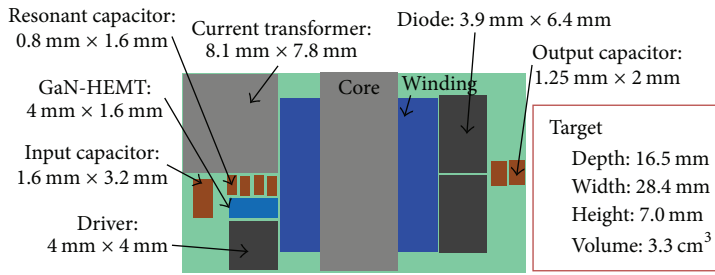 Resonant capacitor:
0.8 mm × 1.6 mm
Current transformer:
8.1 mm × 7.8 mm
Diode: 3.9 mm × 6.4 mm
Output capacitor:
1.25 mm × 2 mm
GaN-HEMT:
4 mm × 1.6 mm
Core
Winding
Input capacitor:
1.6 mm × 3.2 mm
Driver:
4 mm × 4 mm
Target
Depth: 16.5 mm
Width: 28.4 mm
Height: 7.0 mm
Volume: 3.3 cm³